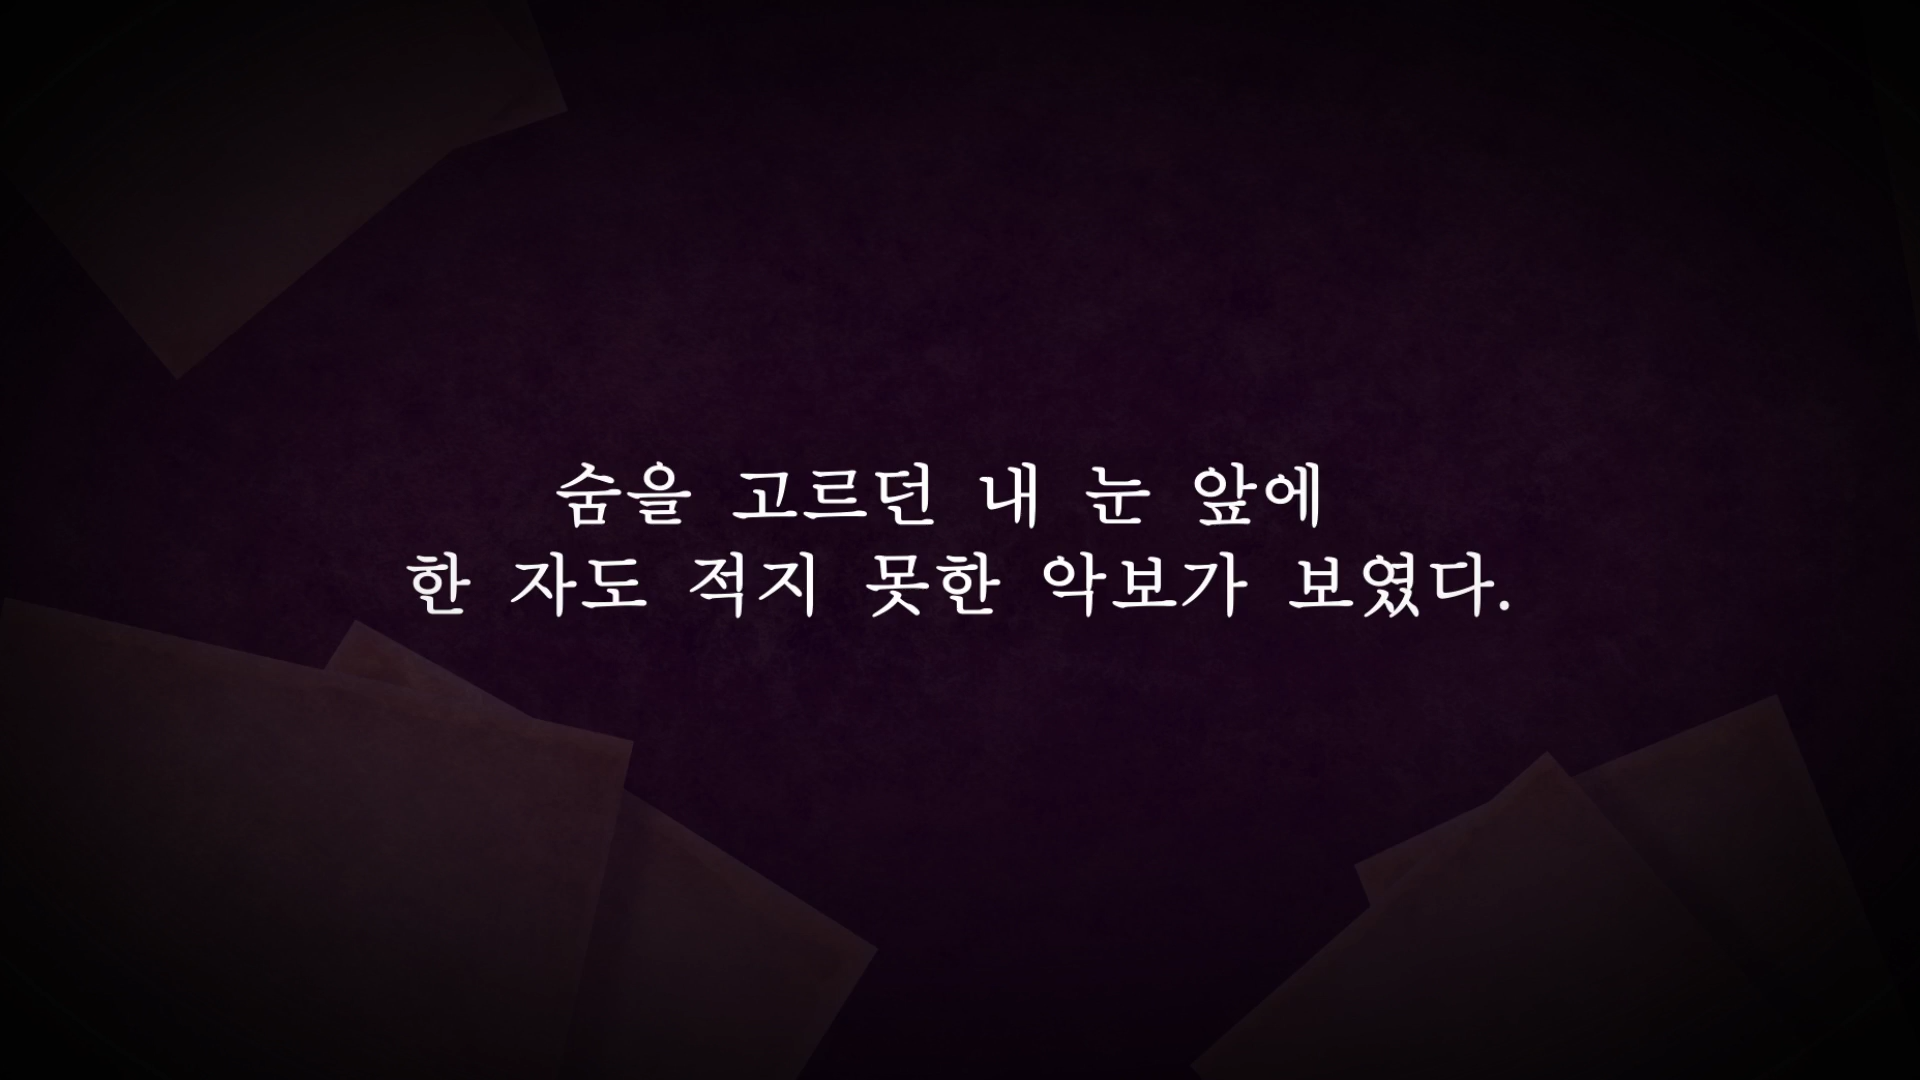 숨을 고르던 내 눈 앞에
한 자도 적지 못한 악보가 보였다.